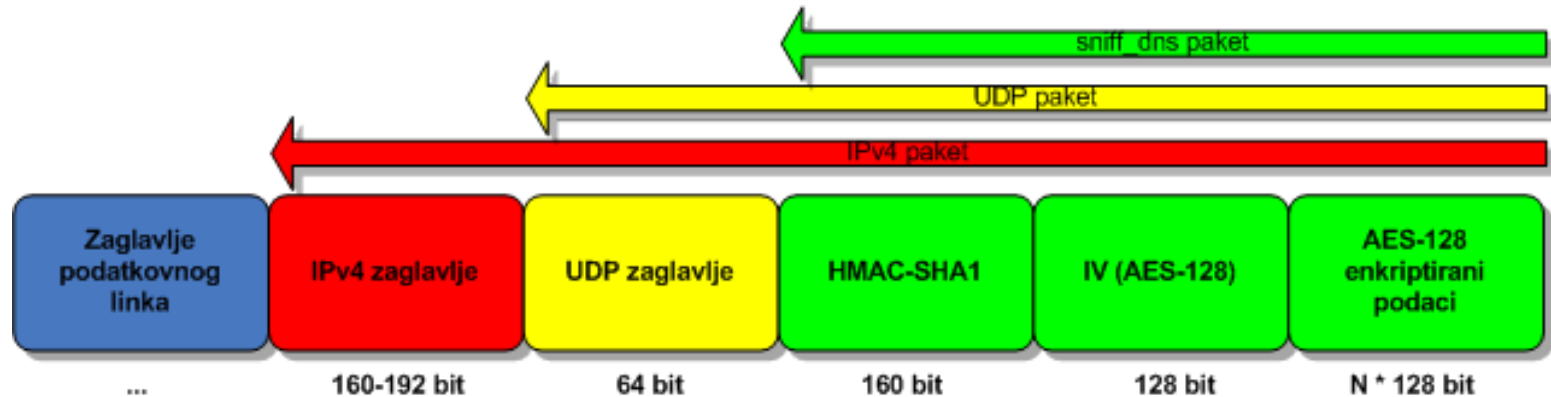 sniff_dns paket
UDP paket
IPv4 paket
Zaglavlje
podatkovnog
linka
IPv4 zaglavlje
UDP zaglavlje
HMAC-SHA1
IV (AES-128)
AES-128
enkriptirani
podaci
...
160-192 bit
64 bit
160 bit
128 bit
N * 128 bit